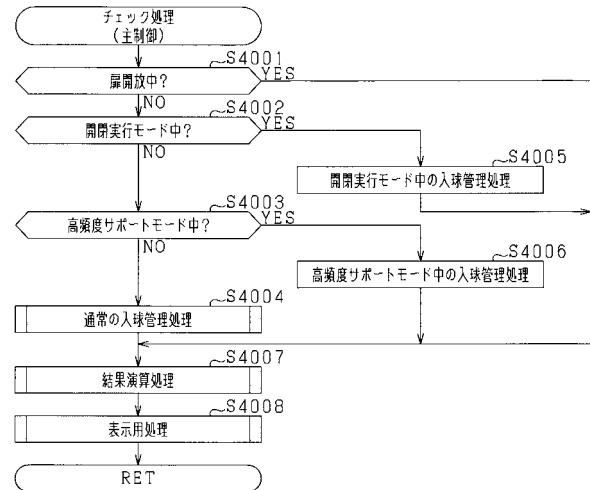 チェック処理
(主制御)
S4001
扉開放中?
YES
NO
S4002
開閉実行モード中?
YES
NO
S4005
開閉実行モード中の入球管理処理
S4003
高頻度サポートモード中?
YES
NO
S4006
高頻度サポートモード中の入球管理処理
S4004
通常の入球管理処理
S4007
結果演算処理
S4008
表示用処理
RET